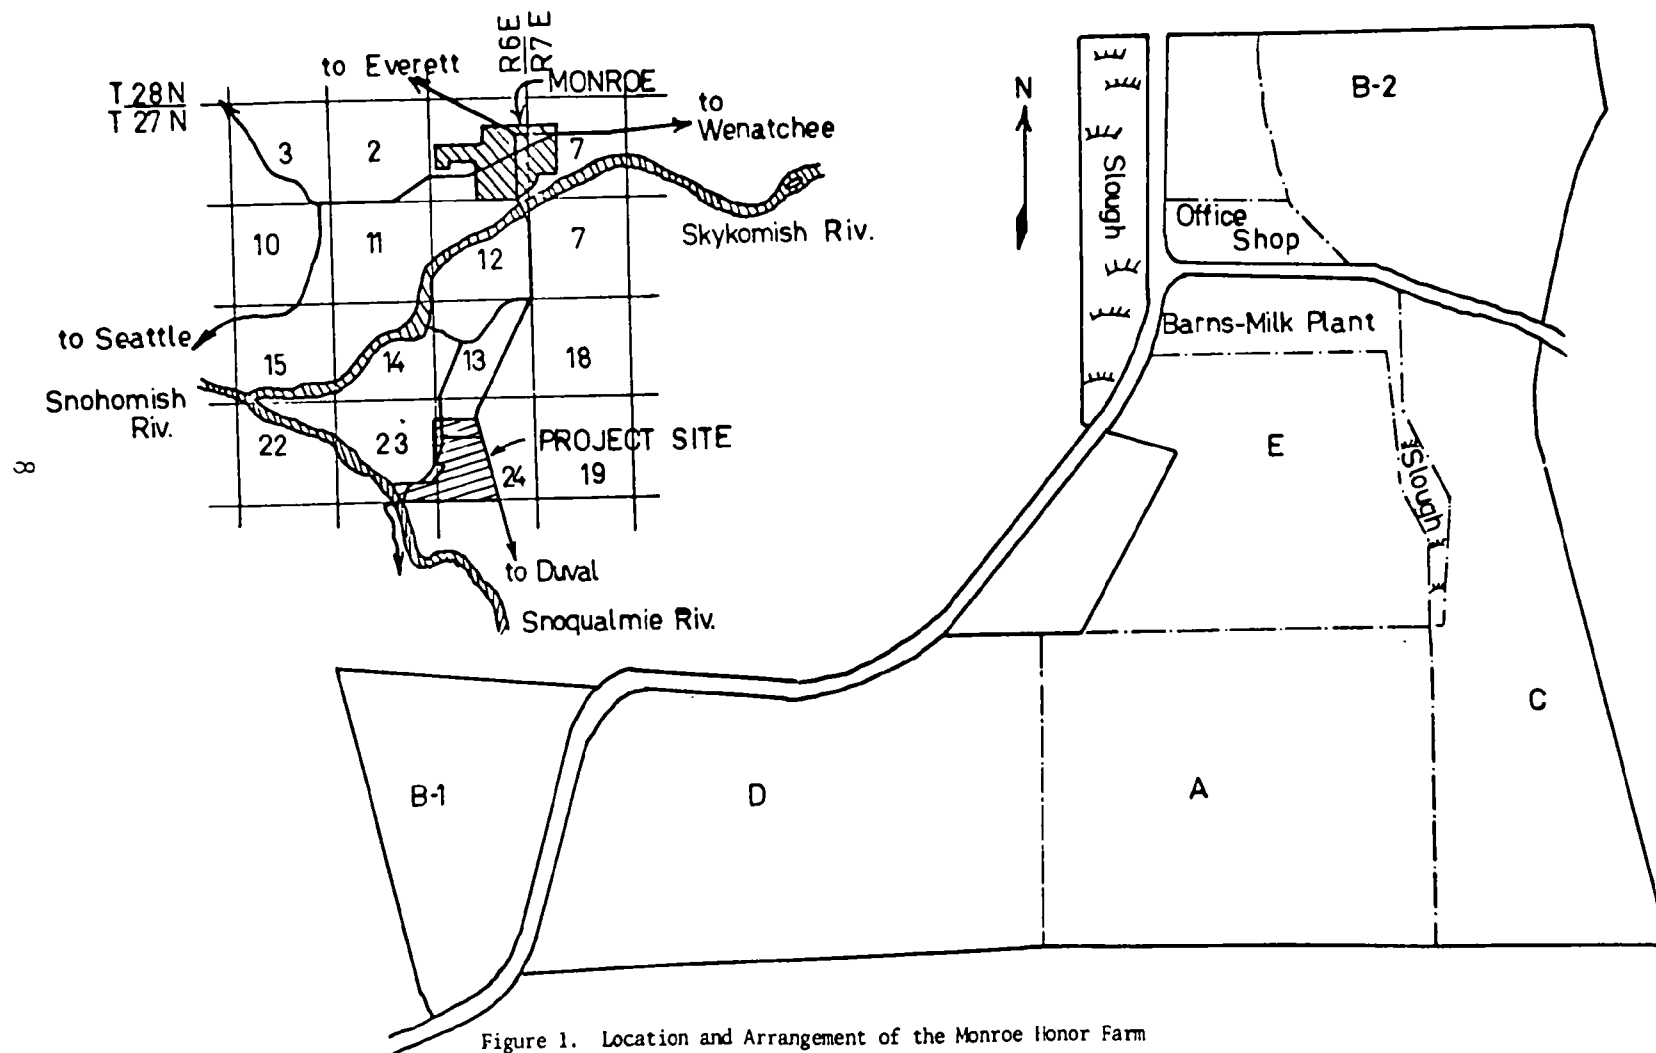 R6E
R7E
to Everett
MONROE
T 28 N
T 27 N
to
Wenatchee
3
2
7
10
11
12
7
Skykomish Riv.
to Seattle
15
14
13
18
Snohomish
Riv.
22
23
PROJECT SITE
24
19
to Duval
Snoqualmie Riv.
8
N
Slough
B-2
Office
Shop
Barns-Milk Plant
E
Slough
C
B-1
D
A
Figure 1. Location and Arrangement of the Monroe Honor Farm